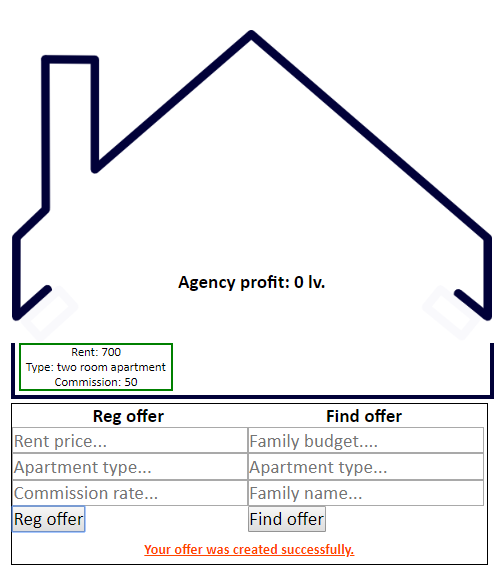 Agency profit: 0 lv.
Rent: 700
Type: two room apartment
Commission: 50
Reg offer
Find offer
Rent price...
Family budget....
Apartment type...
Apartment type...
Commission rate...
Family name...
Reg offer
Find offer
Your offer was created successfully.